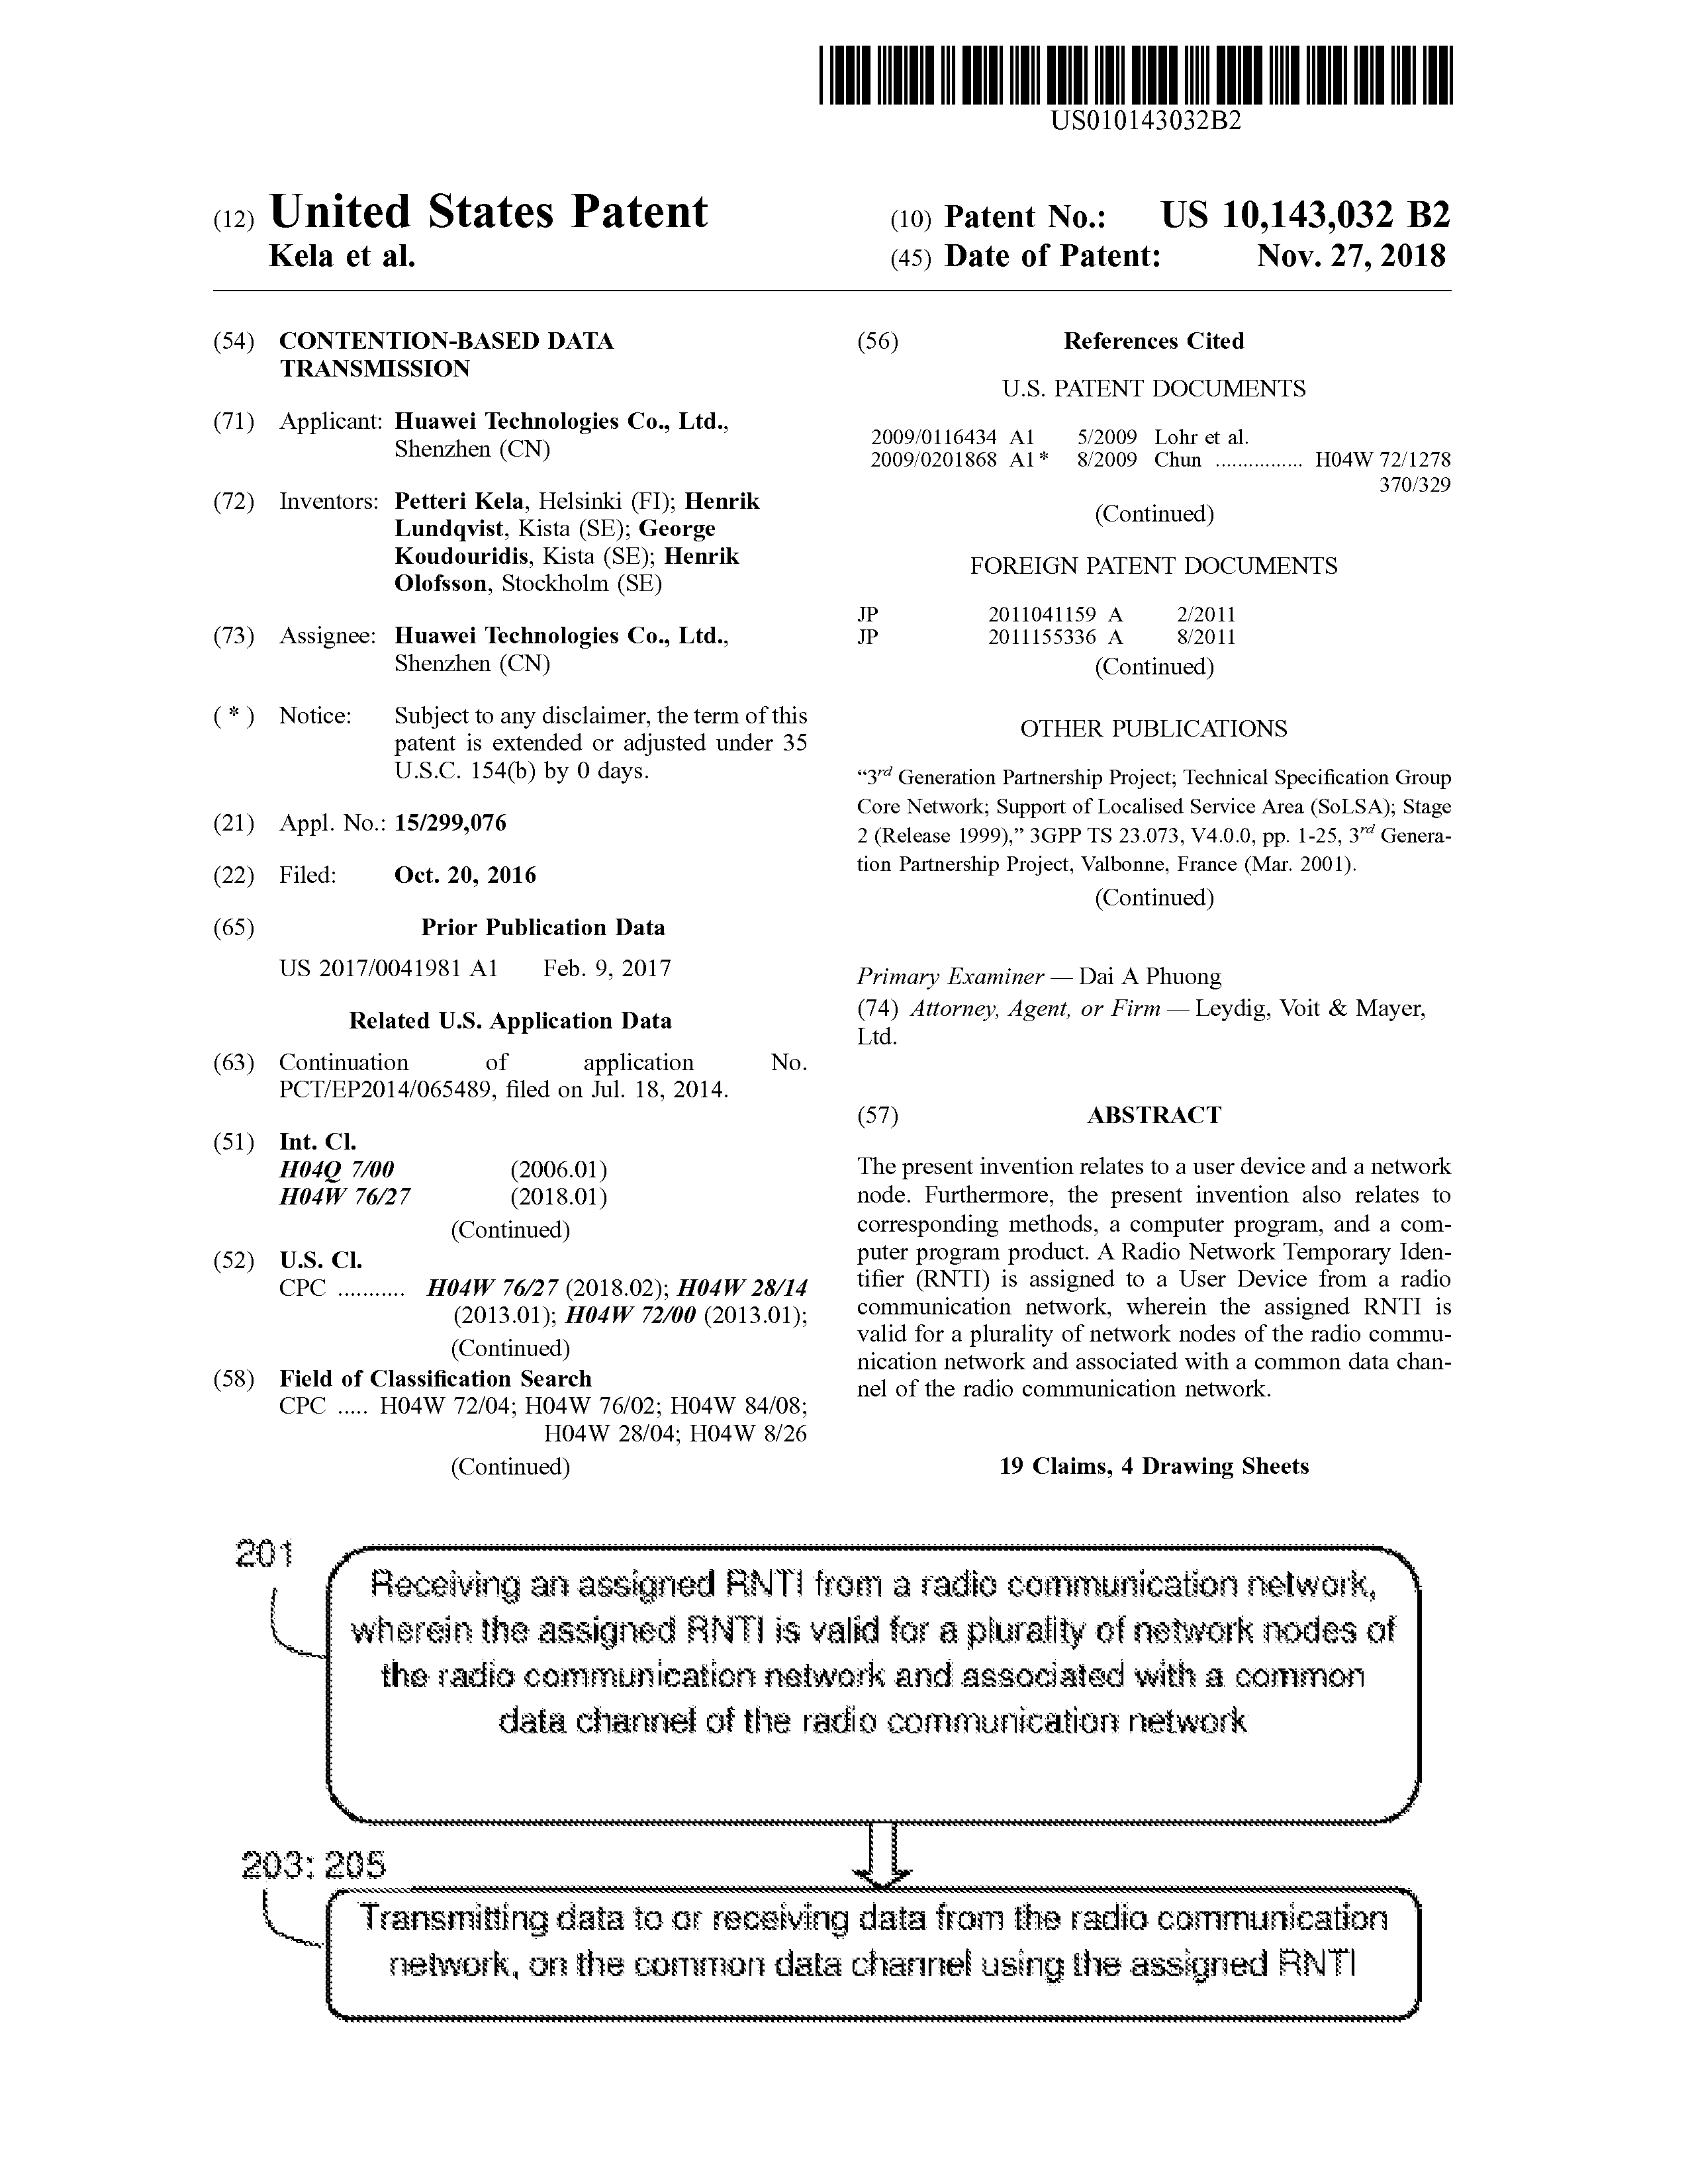 US010143032B2
(12) United States Patent
Kela et al.
(10) Patent No.: US 10,143,032 B2
(45) Date of Patent: Nov. 27, 2018
(54) CONTENTION-BASED DATA
TRANSMISSION
(71) Applicant: Huawei Technologies Co., Ltd.,
Shenzhen (CN)
(72) Inventors: Petteri Kela, Helsinki (FI); Henrik
Lundqvist, Kista (SE); George
Koudouridis, Kista (SE); Henrik
Olofsson, Stockholm (SE)
(73) Assignee: Huawei Technologies Co., Ltd.,
Shenzhen (CN)
( * ) Notice: Subject to any disclaimer, the term of this
patent is extended or adjusted under 35
U.S.C. 154(b) by 0 days.
(21) Appl. No.: 15/299,076
(22) Filed: Oct. 20, 2016
(65) Prior Publication Data
US 2017/0041981 A1 Feb. 9, 2017
Related U.S. Application Data
(63) Continuation of application No.
PCT/EP2014/065489, filed on Jul. 18, 2014.
(51) Int. Cl.
H04Q 7/00 (2006.01)
H04W 76/27 (2018.01)
(Continued)
(52) U.S. Cl.
CPC ........... H04W 76/27 (2018.02); H04W 28/14
(2013.01); H04W 72/00 (2013.01);
(Continued)
(58) Field of Classification Search
CPC ..... H04W 72/04; H04W 76/02; H04W 84/08;
H04W 28/04; H04W 8/26
(Continued)
(56) References Cited
U.S. PATENT DOCUMENTS
2009/0116434 A1 5/2009 Lohr et al.
2009/0201868 A1* 8/2009 Chun ............... H04W 72/1278
370/329
(Continued)
FOREIGN PATENT DOCUMENTS
JP 2011041159 A 2/2011
JP 2011155336 A 8/2011
(Continued)
OTHER PUBLICATIONS
“3rd Generation Partnership Project; Technical Specification Group
Core Network; Support of Localised Service Area (SoLSA); Stage
2 (Release 1999),” 3GPP TS 23.073, V4.0.0, pp. 1-25, 3rd Genera-
tion Partnership Project, Valbonne, France (Mar. 2001).
(Continued)
Primary Examiner — Dai A Phuong
(74) Attorney, Agent, or Firm — Leydig, Voit & Mayer,
Ltd.
(57) ABSTRACT
The present invention relates to a user device and a network
node. Furthermore, the present invention also relates to
corresponding methods, a computer program, and a com-
puter program product. A Radio Network Temporary Iden-
tifier (RNTI) is assigned to a User Device from a radio
communication network, wherein the assigned RNTI is
valid for a plurality of network nodes of the radio commu-
nication network and associated with a common data chan-
nel of the radio communication network.
19 Claims, 4 Drawing Sheets
201
Receiving an assigned RNTI from a radio communication network,
wherein the assigned RNTI is valid for a plurality of network nodes of
the radio communication network and associated with a common
data channel of the radio communication network
203; 205
Transmitting data to or receiving data from the radio communication
network, on the common data channel using the assigned RNTI